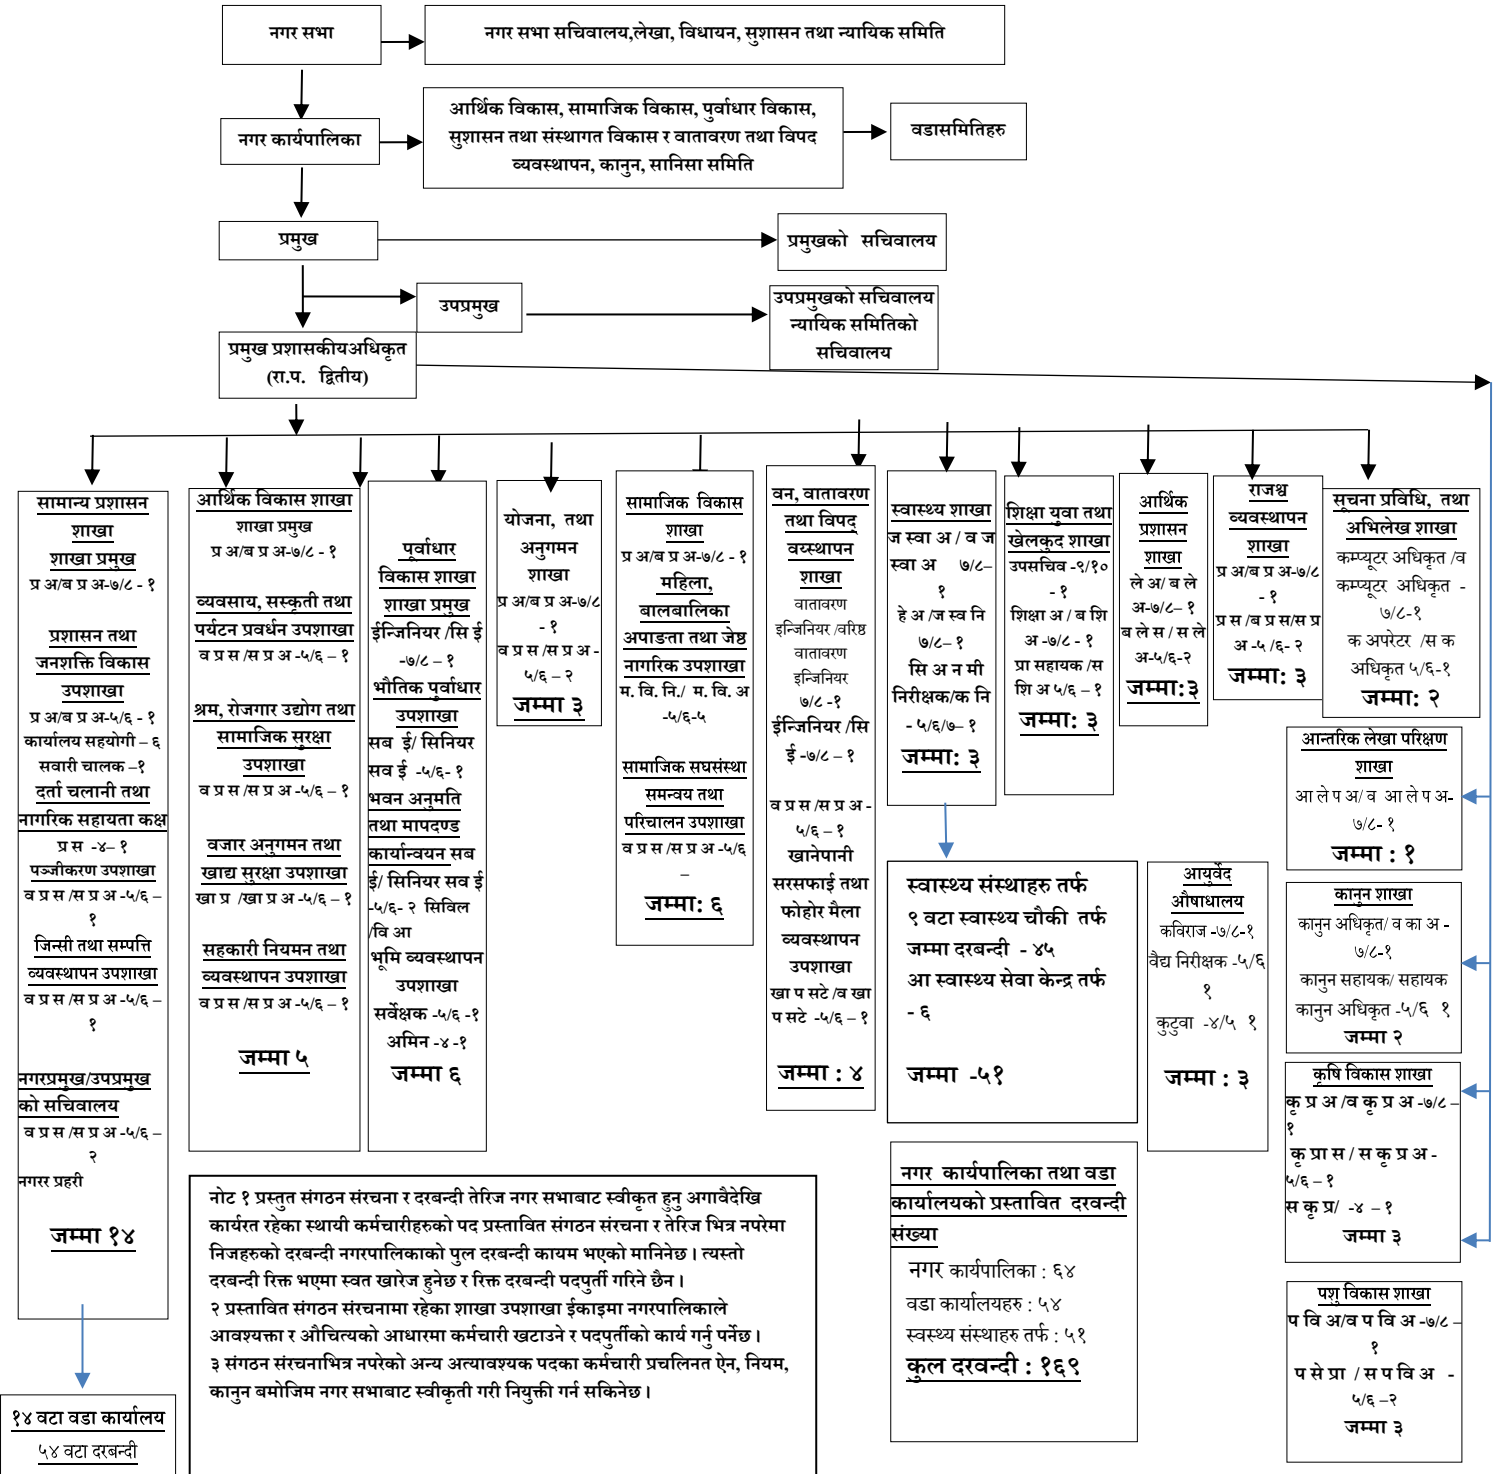 नगर सभा
नगर सभा सचिवालय,लेखा, विधायन, सुशासन तथा न्यायिक समिति
नगर कार्यपालिका
आर्थिक विकास, सामाजिक विकास, पुर्वाधार विकास,
सुशासन तथा संस्थागत विकास र वातावरण तथा विपद
व्यवस्थापन, कानुन, सानिसा समिति
वडासमितिहरु
प्रमुख
प्रमुखको सचिवालय
उपप्रमुख
उपप्रमुखको सचिवालय
न्यायिक समितिको
सचिवालय
प्रमुख प्रशासकीयअधिकृत
(रा.प. द्वितीय)
सामान्य प्रशासन
शाखा
शाखा प्रमुख
प्र अ/ब प्र अ-७/८ - १
प्रशासन तथा
जनशक्ति विकास
उपशाखा
प्र अ/ब प्र अ-५/६ - १
कार्यालय सहयोगी – ६
सवारी चालक –१
दर्ता चलानी तथा
नागरिक सहायता कक्ष
प्र स -४– १
पञ्जीकरण उपशाखा
व प्र स /स प्र अ -५/६ –
१
जिन्सी तथा सम्पत्ति
व्यवस्थापन उपशाखा
व प्र स /स प्र अ -५/६ –
१
नगरप्रमुख/उपप्रमुख
को सचिवालय
व प्र स /स प्र अ -५/६ –
२
नगरर प्रहरी
जम्मा १४
१४ वटा वडा कार्यालय
५४ वटा दरबन्दी
आर्थिक विकास शाखा
शाखा प्रमुख
प्र अ/ब प्र अ-७/८ - १
व्यवसाय, सस्कृती तथा
पर्यटन प्रवर्धन उपशाखा
व प्र स /स प्र अ -५/६ – १
श्रम, रोजगार उद्योग तथा
सामाजिक सुरक्षा
उपशाखा
व प्र स /स प्र अ -५/६ – १
वजार अनुगमन तथा
खाद्य सुरक्षा उपशाखा
खा प्र /खा प्र अ -५/६ – १
सहकारी नियमन तथा
व्यवस्थापन उपशाखा
व प्र स /स प्र अ -५/६ – १
जम्मा ५
पूर्वाधार
विकास शाखा
शाखा प्रमुख
ईन्जिनियर /सि ई
-७/८ – १
भौतिक पुर्वाधार
उपशाखा
सब ई/ सिनियर
सव ई -५/६- १
भवन अनुमति
तथा मापदण्ड
कार्यान्वयन सब
ई/ सिनियर सव ई
-५/६- २ सिविल
/वि आ
भूमि व्यवस्थापन
उपशाखा
सर्वेक्षक -५/६ -१
अमिन -४ -१
जम्मा ६
योजना, तथा
अनुगमन
शाखा
प्र अ/ब प्र अ-७/८
- १
व प्र स /स प्र अ -
५/६ – २
जम्मा ३
सामाजिक विकास
शाखा
प्र अ/ब प्र अ-७/८ - १
महिला,
बालबालिका
अपाङता तथा जेष्ठ
नागरिक उपशाखा
म. वि. नि./ म. वि. अ
-५/६-५
सामाजिक सघसंस्था
समन्वय तथा
परिचालन उपशाखा
व प्र स /स प्र अ -५/६
–
जम्मा: ६
वन, वातावरण
तथा विपद्
वय्स्थापन
शाखा
वातावरण
इन्जिनियर /वरिष्ठ
वातावरण
इन्जिनियर
७/८ -१
ईन्जिनियर /सि
ई -७/८ – १
व प्र स /स प्र अ -
५/६ – १
खानेपानी
सरसफाई तथा
फोहोर मैला
व्यवस्थापन
उपशाखा
खा प सटे /व खा
प सटे -५/६ – १
जम्मा : ४
स्वास्थ्य शाखा
ज स्वा अ / व ज
स्वा अ ७/८–
१
हे अ /ज स्व नि
७/८– १
सि अ न मी
निरीक्षक/क नि
- ५/६/७– १
जम्मा: ३
स्वास्थ्य संस्थाहरु तर्फ
९ वटा स्वास्थ्य चौकी तर्फ
जम्मा दरबन्दी - ४५
आ स्वास्थ्य सेवा केन्द्र तर्फ
- ६
जम्मा -५१
शिक्षा युवा तथा
खेलकुद शाखा
उपसचिव -९/१०
- १
शिक्षा अ / ब शि
अ -७/८ - १
प्रा सहायक /स
शि अ ५/६ – १
जम्मा: ३
आर्थिक
प्रशासन
शाखा
ले अ/ ब ले
अ-७/८– १
ब ले स / स ले
अ-५/६-२
जम्मा:३
राजश्व
व्यवस्थापन
शाखा
प्र अ/ब प्र अ-७/८
- १
प्र स /ब प्र स/स प्र
अ -५ /६- २
जम्मा: ३
सूचना प्रविधि, तथा
अभिलेख शाखा
कम्प्यूटर अधिकृत /व
कम्प्यूटर अधिकृत -
७/८-१
क अपरेटर /स क
अधिकृत ५/६-१
जम्मा: २
आन्तरिक लेखा परिक्षण
शाखा
आ ले प अ/ व आ ले प अ-
७/८- १
जम्मा : १
आयुर्वेद
औषाधालय
कविराज -७/८-१
वैद्य निरीक्षक -५/६
१
कुटुवा -४/५ १
जम्मा : ३
कानुन शाखा
कानुन अधिकृत/ व का अ -
७/८-१
कानुन सहायक/ सहायक
कानुन अधिकृत -५/६ १
जम्मा २
कृषि विकास शाखा
कृ प्र अ /व कृ प्र अ -७/८ –
१
कृ प्रा स / स कृ प्र अ -
५/६ – १
स कृ प्र/ -४ – १
जम्मा ३
पशु विकास शाखा
प वि अ/व प वि अ -७/८ –
१
प से प्रा / स प वि अ -
५/६ –२
जम्मा ३
नोट १ प्रस्तुत संगठन संरचना र दरबन्दी तेरिज नगर सभाबाट स्वीकृत हुनु अगावैदेखि
कार्यरत रहेका स्थायी कर्मचारीहरुको पद प्रस्तावित संगठन संरचना र तेरिज भित्र नपरेमा
निजहरुको दरबन्दी नगरपालिकाको पुल दरबन्दी कायम भएको मानिनेछ । त्यस्तो
दरबन्दी रिक्त भएमा स्वत खारेज हुनेछ र रिक्त दरबन्दी पदपुर्ती गरिने छैन ।
२ प्रस्तावित संगठन संरचनामा रहेका शाखा उपशाखा ईकाइमा नगरपालिकाले
आवश्यक्ता र औचित्यको आधारमा कर्मचारी खटाउने र पदपुर्तीको कार्य गर्नु पर्नेछ ।
३ संगठन संरचनाभित्र नपरेको अन्य अत्यावश्यक पदका कर्मचारी प्रचलिनत ऐन, नियम,
कानुन बमोजिम नगर सभाबाट स्वीकृती गरी नियुक्ती गर्न सकिनेछ ।
नगर कार्यपालिका तथा वडा
कार्यालयको प्रस्तावित दरवन्दी
संख्या
नगर कार्यपालिका : ६४
वडा कार्यालयहरु : ५४
स्वस्थ्य संस्थाहरु तर्फ : ५१
कुल दरवन्दी : १६९